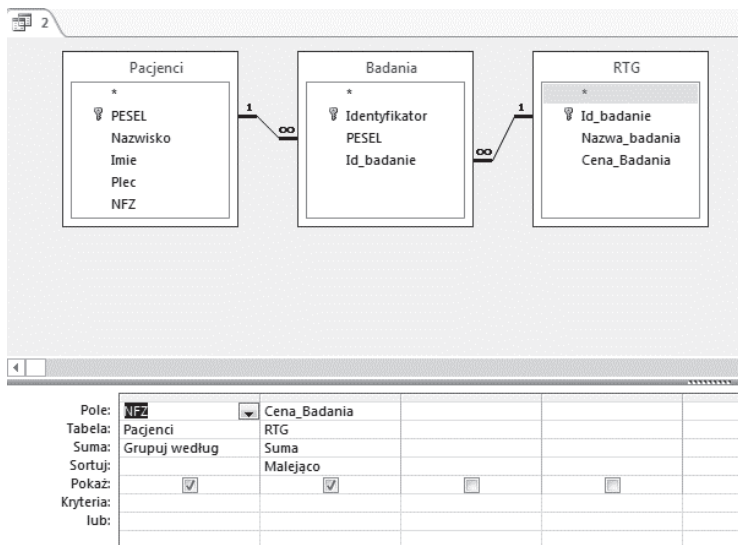 2
Pacjenci
*
PESEL
Nazwisko
Imie
Plec
NFZ
1
∞
Badania
*
Identyfikator
PESEL
Id_badanie
∞
1
RTG
*
Id_badanie
Nazwa_badania
Cena_Badania
Pole: NFZ Cena_Badania
Tabela: Pacjenci RTG
Suma: Grupuj według Suma
Sortuj: Malejąco
Pokaż:
Kryteria:
lub: